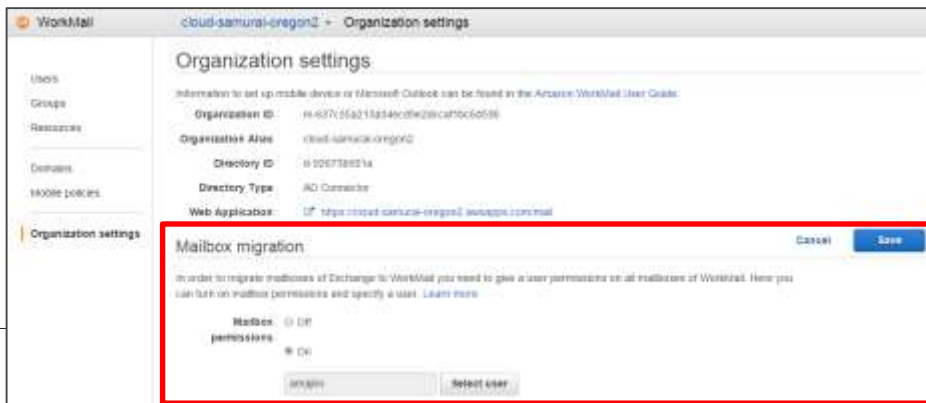 WorkMail
cloud-samurai-oregon2 Organization settings
Organization settings
Users
Groups
Resources
Domains
Mobile policies
Organization settings
Information to set up mobile device or Microsoft Outlook can be found in the Amazon WorkMail User Guide.
Organization ID
Organization Alias cloud-samurai-oregon2
Directory ID
Directory Type AD Connector
Web Application https://cloud-samurai-oregon2.awsapps.com/mail
Mailbox migration Cancel Save
In order to migrate mailboxes of Exchange to WorkMail you need to give a user permissions on all mailboxes of WorkMail. Here you
can turn on mailbox permissions and specify a user. Learn more
Mailbox Off
permissions
On
Select user